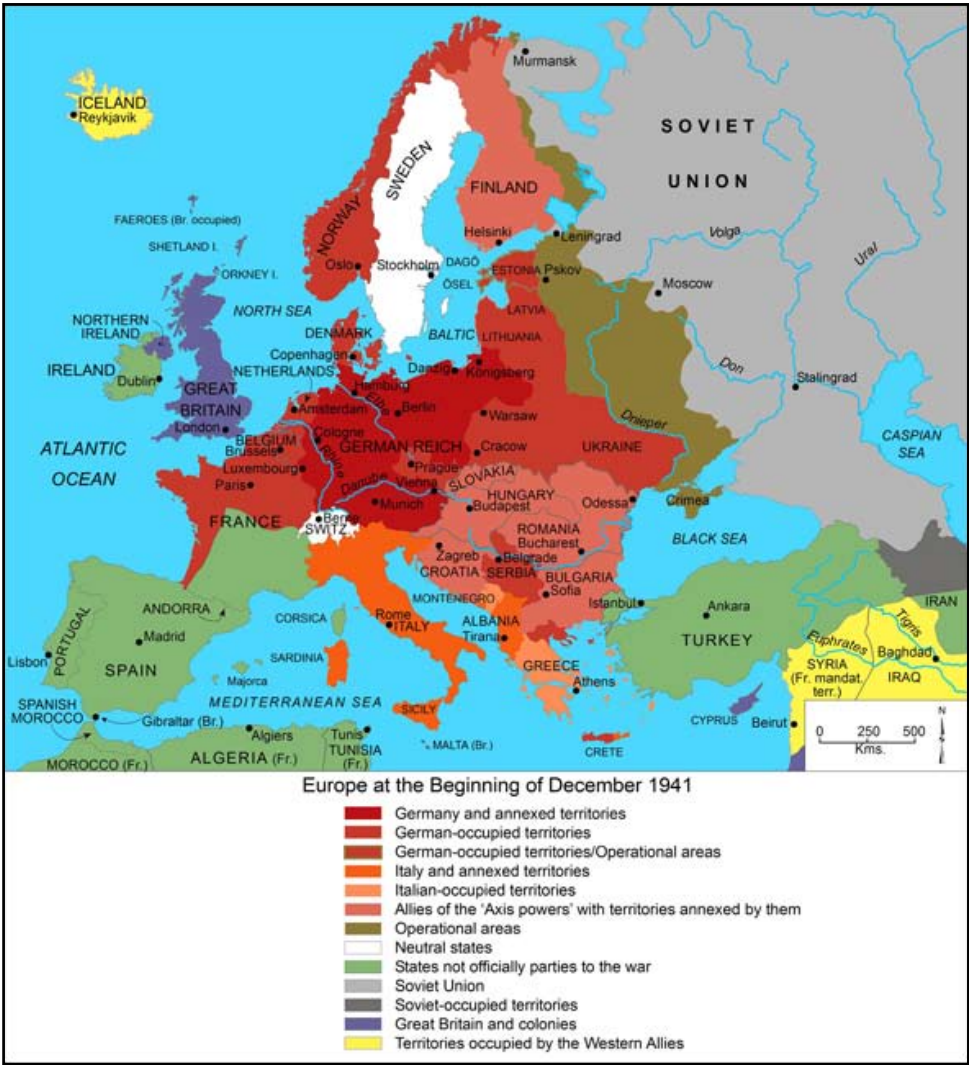 Murmansk
ICELAND
Reykjavik
SOVIET
UNION
SWEDEN
FINLAND
NORWAY
FAEROES (Br. occupied)
SHETLAND I.
ORKNEY I.
Helsinki
Leningrad
Volga
Ural
Oslo
Stockholm
DAGÖ
ÖSEL
ESTONIA
Pskov
Moscow
NORTH SEA
LATVIA
NORTHERN
IRELAND
DENMARK
BALTIC
LITHUANIA
Copenhagen
NETHERLANDS
IRELAND
Dublin
Danzig
Königsberg
Don
Stalingrad
GREAT
BRITAIN
Hamburg
Elbe
Berlin
Amsterdam
Warsaw
Dnieper
London
BELGIUM
Brussels
Cologne
GERMAN REICH
Cracow
UKRAINE
CASPIAN
SEA
ATLANTIC
OCEAN
Luxembourg
Rhine
Prague
SLOVAKIA
Paris
Danube
Vienna
HUNGARY
Budapest
Odessa
Crimea
Munich
FRANCE
Berne
SWITZ.
ROMANIA
Bucharest
BLACK SEA
Zagreb
CROATIA
Belgrade
SERBIA
BULGARIA
Sofia
MONTENEGRO
ANDORRA
CORSICA
Rome
ITALY
ALBANIA
Tirana
Istanbul
Ankara
IRAN
Tigris
PORTUGAL
Madrid
Lisbon
SPAIN
SARDINIA
TURKEY
Euphrates
Baghdad
Majorca
GREECE
Athens
SYRIA
(Fr. mandat.
terr.)
IRAQ
SPANISH
MOROCCO
Gibraltar (Br.)
MEDITERRANEAN SEA
SICILY
CYPRUS
Beirut
N
0 250 500
Kms.
Algiers
Tunis
MOROCCO (Fr.)
ALGERIA (Fr.)
TUNISIA
(Fr.)
MALTA (Br.)
CRETE
Europe at the Beginning of December 1941
Germany and annexed territories
German-occupied territories
German-occupied territories/Operational areas
Italy and annexed territories
Italian-occupied territories
Allies of the 'Axis powers' with territories annexed by them
Operational areas
Neutral states
States not officially parties to the war
Soviet Union
Soviet-occupied territories
Great Britain and colonies
Territories occupied by the Western Allies